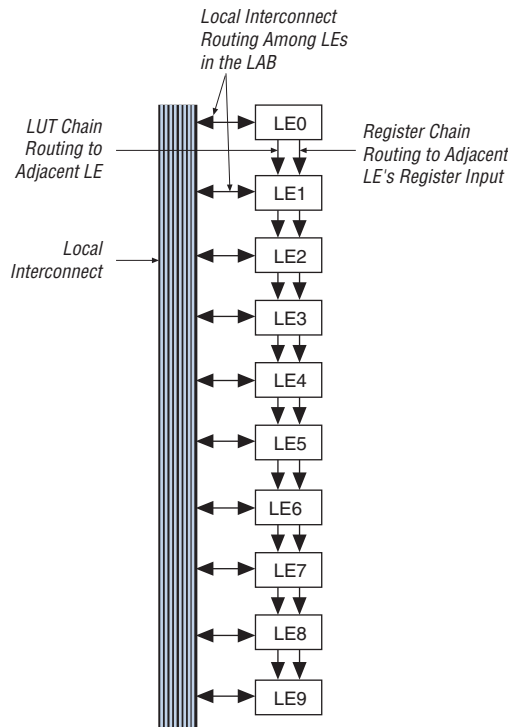 Local Interconnect
Routing Among LEs
in the LAB
LUT Chain
Routing to
Adjacent LE
Register Chain
Routing to Adjacent
LE's Register Input
Local
Interconnect
LE0
LE1
LE2
LE3
LE4
LE5
LE6
LE7
LE8
LE9